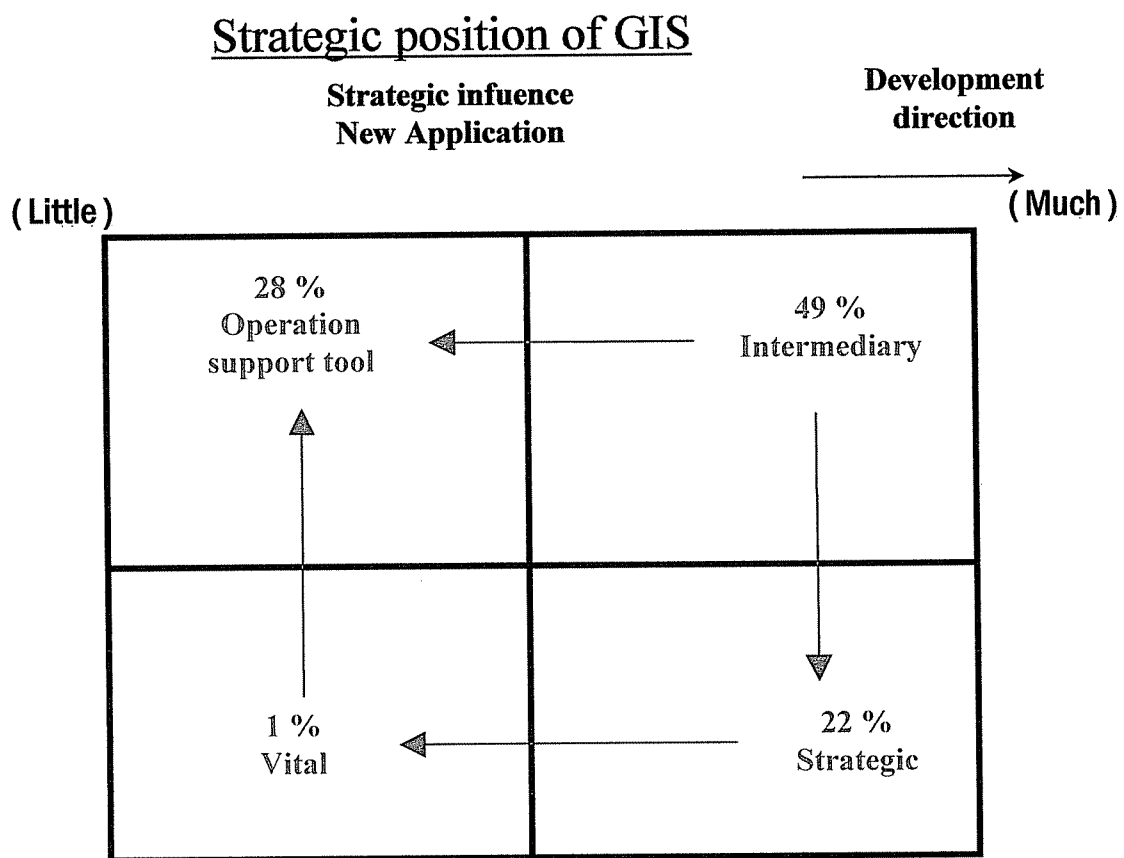 Strategic position of GIS
Strategic infuence
New Application
Development
direction
( Little )
( Much )
28 %
Operation
support tool
49 %
Intermediary
1 %
Vital
22 %
Strategic